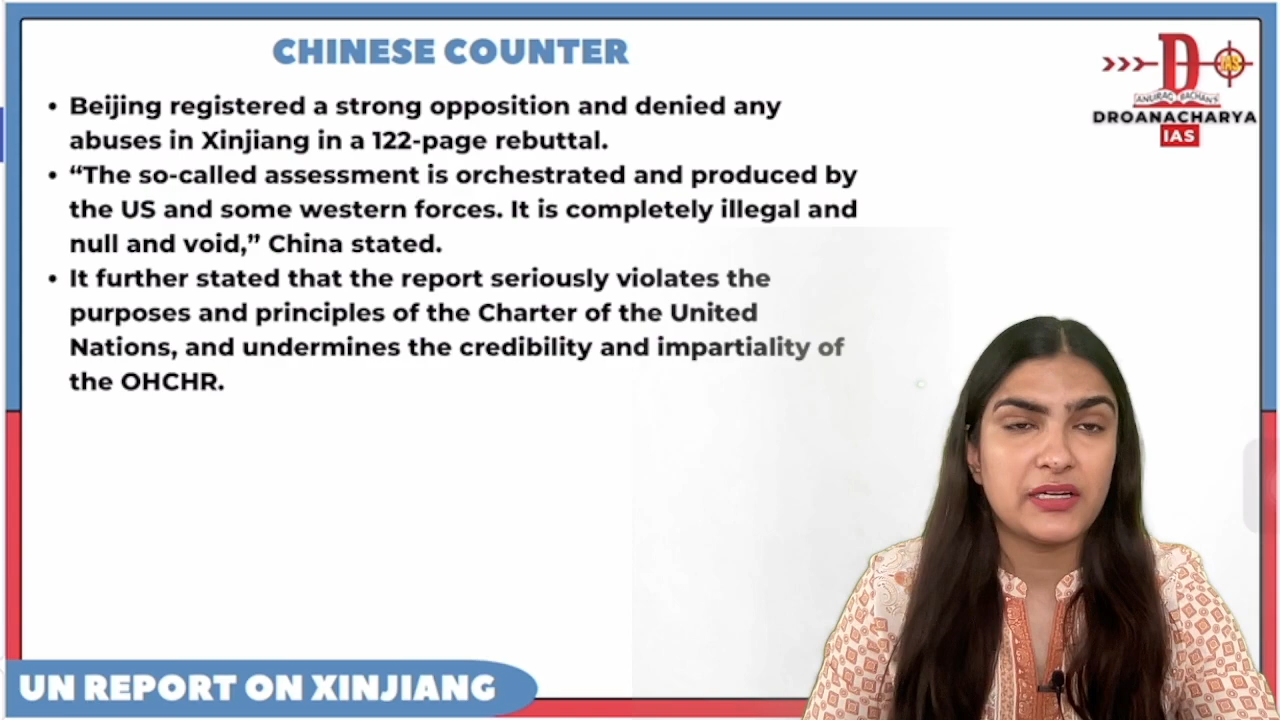 CHINESE COUNTER
• Beijing registered a strong opposition and denied any
abuses in Xinjiang in a 122-page rebuttal.
• “The so-called assessment is orchestrated and produced by
the US and some western forces. It is completely illegal and
null and void,” China stated.
• It further stated that the report seriously violates the
purposes and principles of the Charter of the United
Nations, and undermines the credibility and impartiality of
the OHCHR.
D
IAS
ANURAG BACHAN'S
DROANACHARYA
IAS
UN REPORT ON XINJIANG